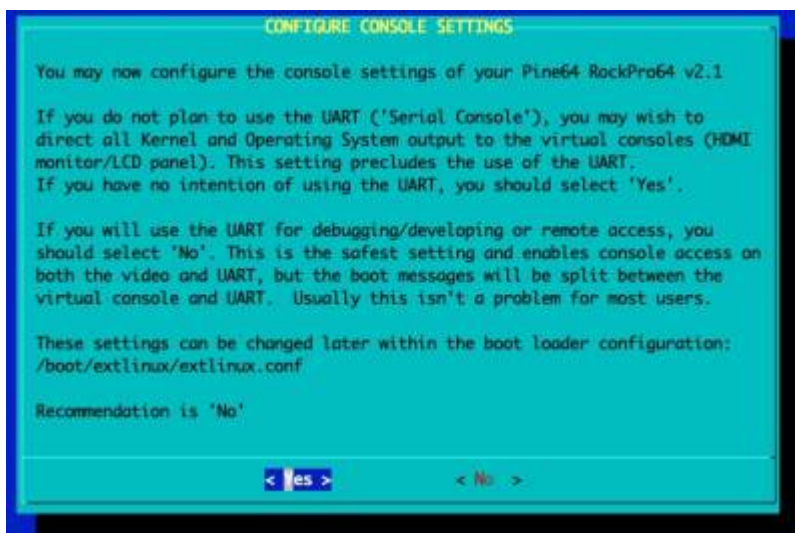 CONFIGURE CONSOLE SETTINGS
You may now configure the console settings of your Pine64 RockPro64 v2.1
If you do not plan to use the UART ('Serial Console'), you may wish to
direct all Kernel and Operating System output to the virtual consoles (HDMI
monitor/LCD panel). This setting precludes the use of the UART.
If you have no intention of using the UART, you should select 'Yes'.
If you will use the UART for debugging/developing or remote access, you
should select 'No'. This is the safest setting and enables console access on
both the video and UART, but the boot messages will be split between the
virtual console and UART.  Usually this isn't a problem for most users.
These settings can be changed later within the boot loader configuration:
/boot/extlinux/extlinux.conf
Recommendation is 'No'
< Yes > < No >